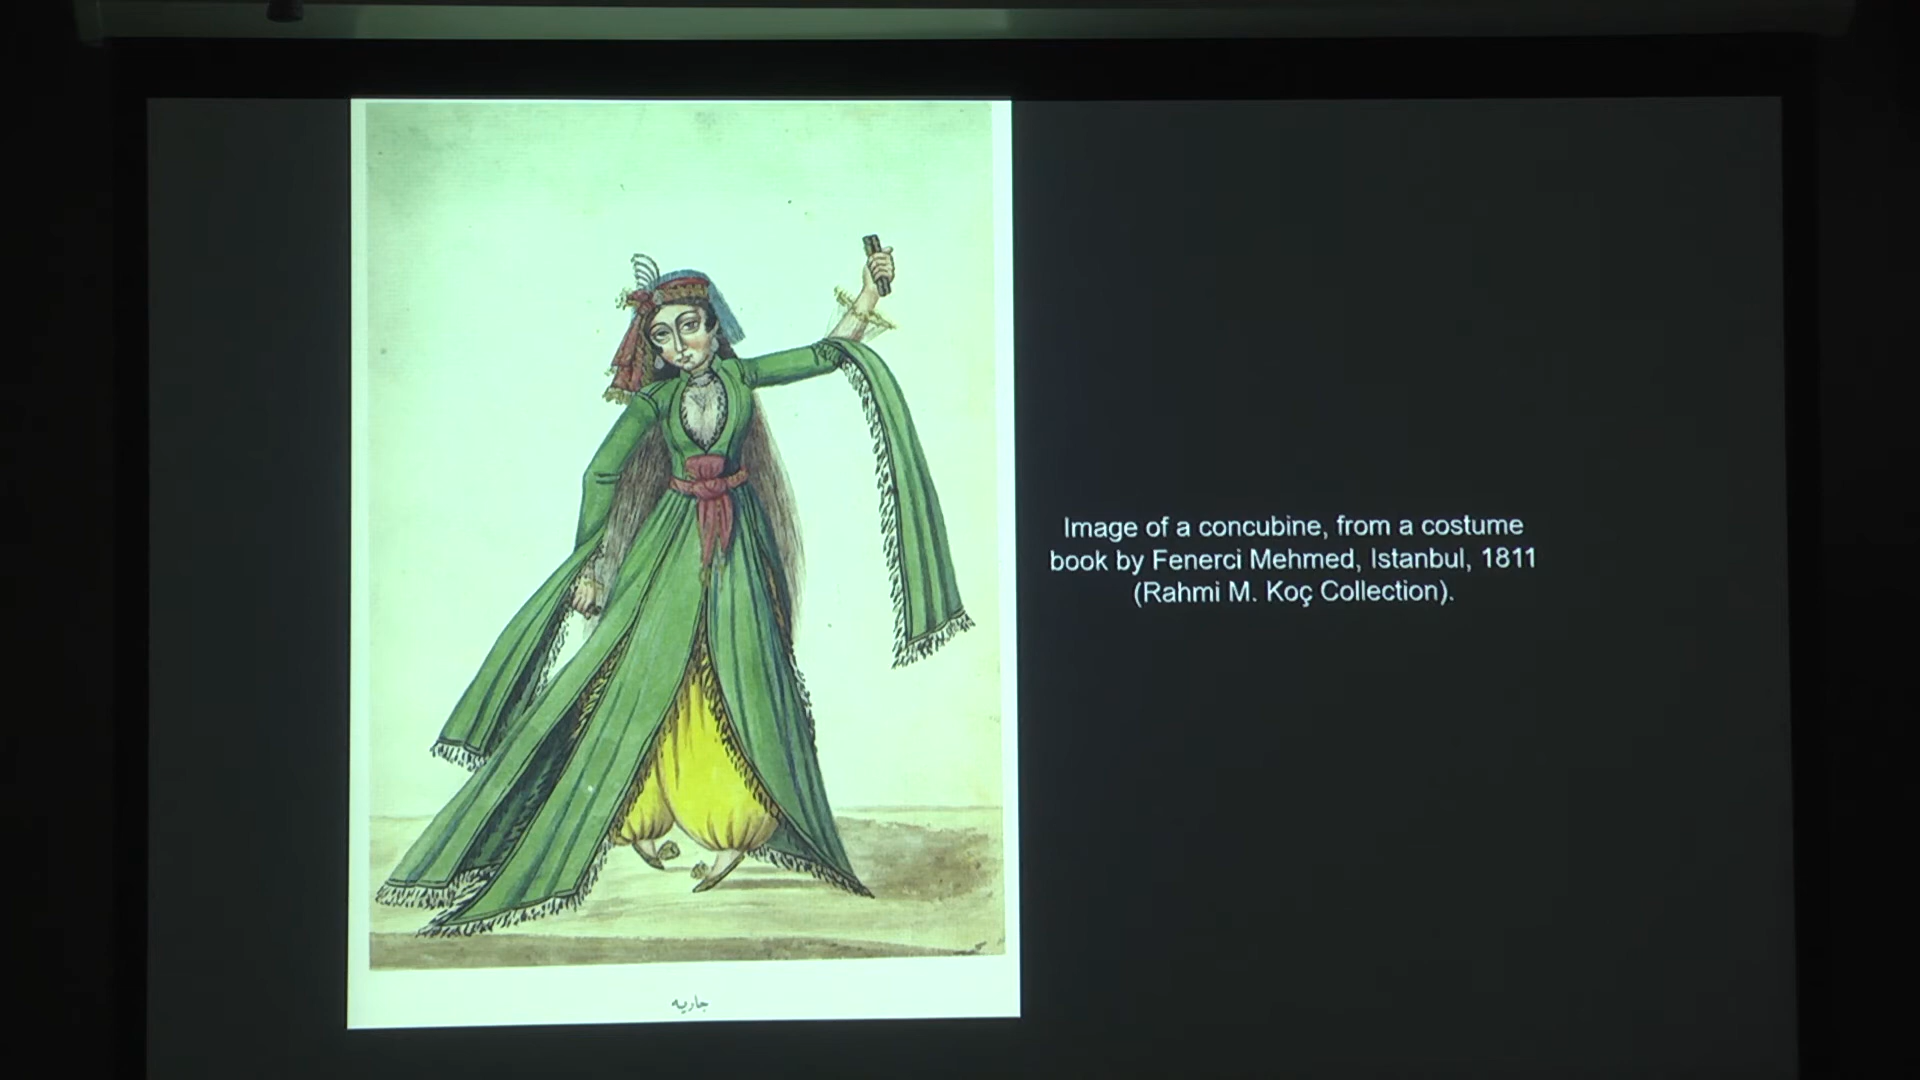 Image of a concubine, from a costume
book by Fenerci Mehmed, Istanbul, 1811
(Rahmi M. Koç Collection).
جاريه